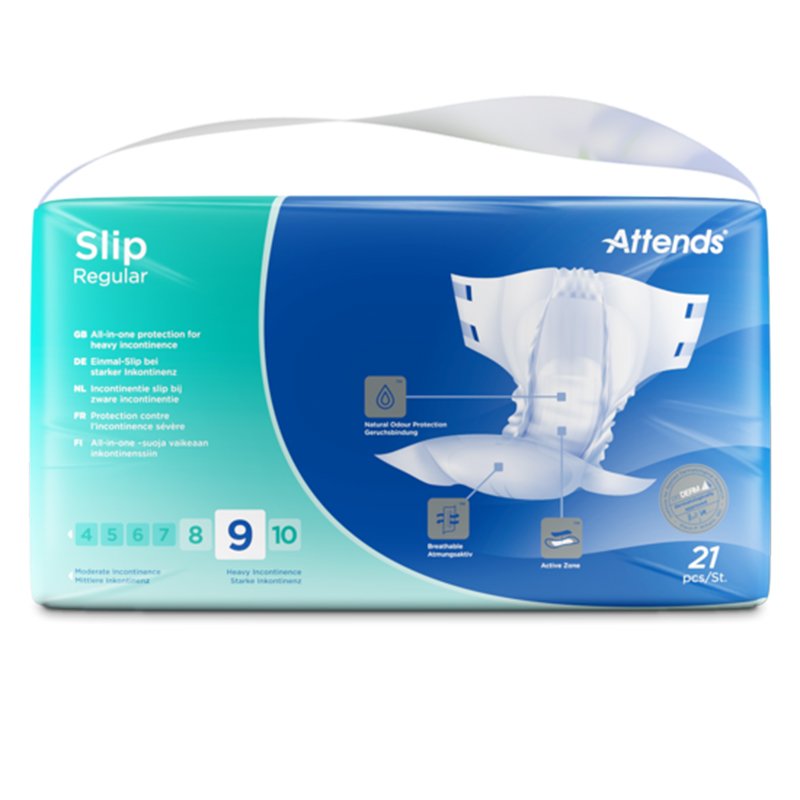 Slip
Regular
GB All-in-one protection for
heavy incontinence
DE Einmal-Slip bei
starker Inkontinenz
NL Incontinentie slip bij
zware incontinentie
FR Protection contre
l'incontinence sévère
FI All-in-one -suoja vaikeaan
inkontinenssiin
4 5 6 7 8 9 10
Moderate Incontinence
Mittlere Inkontinenz
Heavy Incontinence
Starke Inkontinenz
Attends®
Natural Odour Protection
Geruchsbindung
Breathable
Atmungsaktiv
Active Zone
DERMA
21
pcs/St.